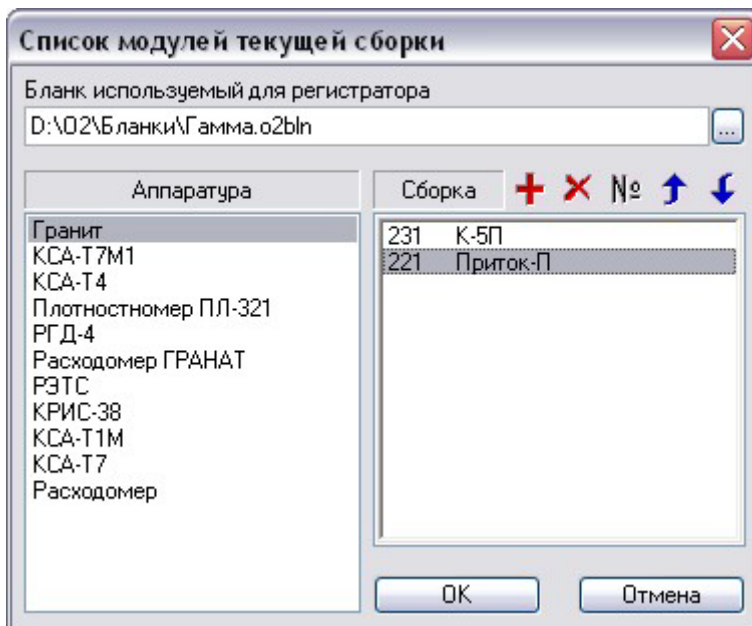 Список модулей текущей сборки
Бланк используемый для регистратора
D:\O2\Бланки\Гамма.o2bln
...
Аппаратура
Сборка
№
Гранит
КСА-Т7М1
КСА-Т4
Плотностномер ПЛ-321
РГД-4
Расходомер ГРАНАТ
РЭТС
КРИС-38
КСА-Т1М
КСА-Т7
Расходомер
231 К-5П
221 Приток-П
OK
Отмена